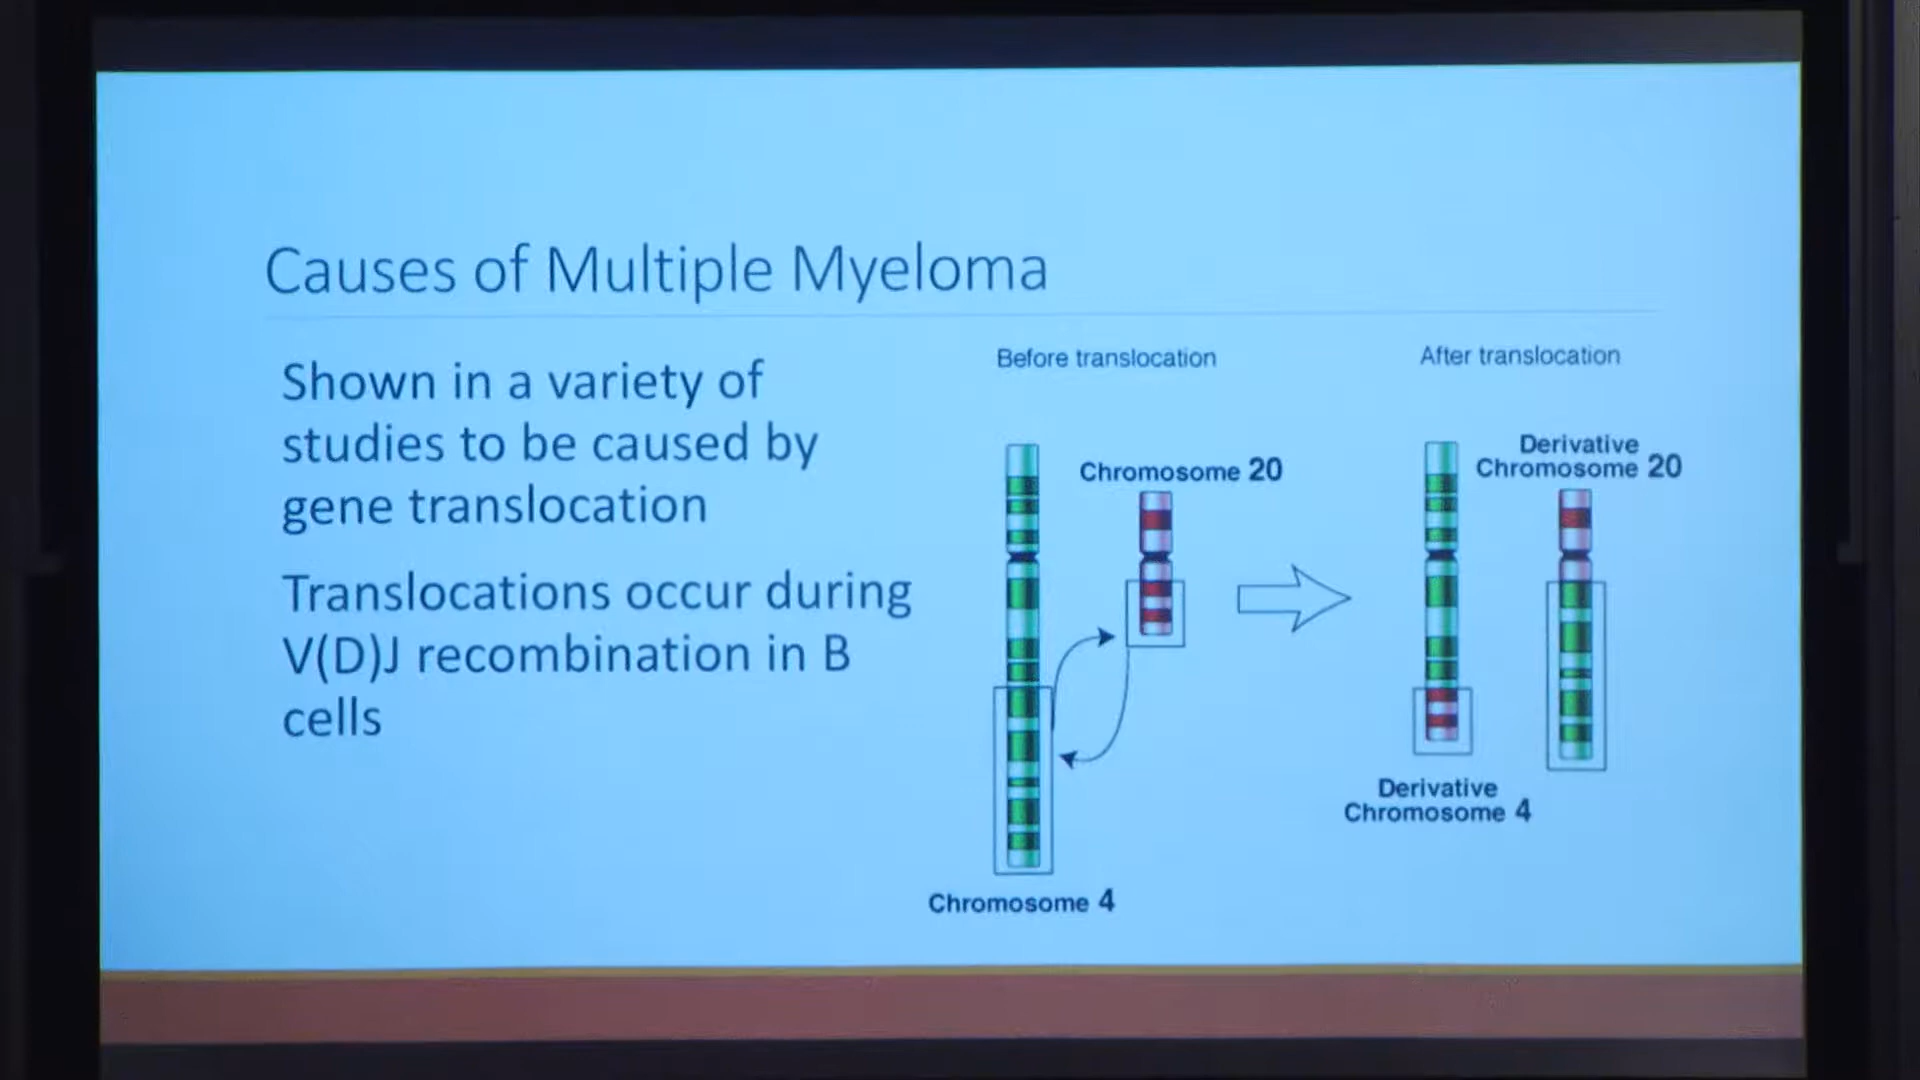 Causes of Multiple Myeloma
Shown in a variety of
studies to be caused by
gene translocation
Translocations occur during
V(D)J recombination in B
cells
Before translocation
After translocation
Chromosome 20
Chromosome 4
Derivative
Chromosome 20
Derivative
Chromosome 4